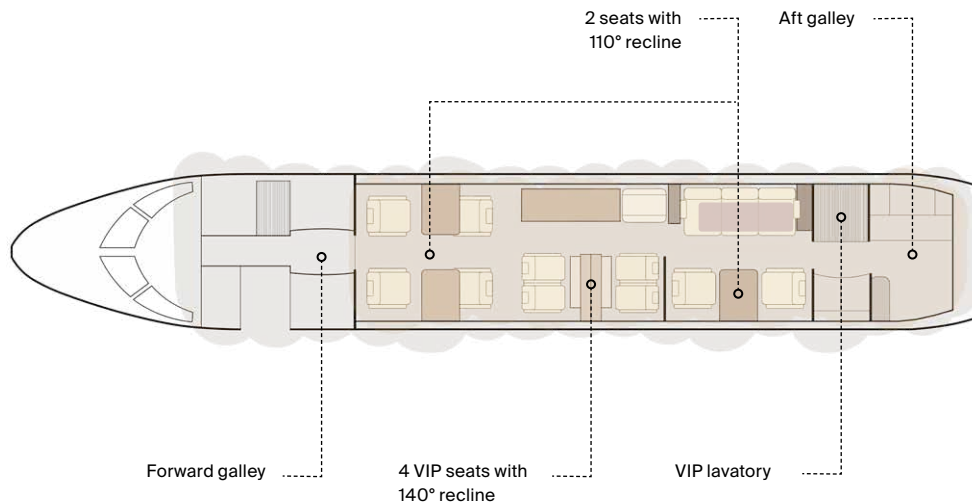 2 seats with
110° recline
Aft galley
Forward galley
4 VIP seats with
140° recline
VIP lavatory